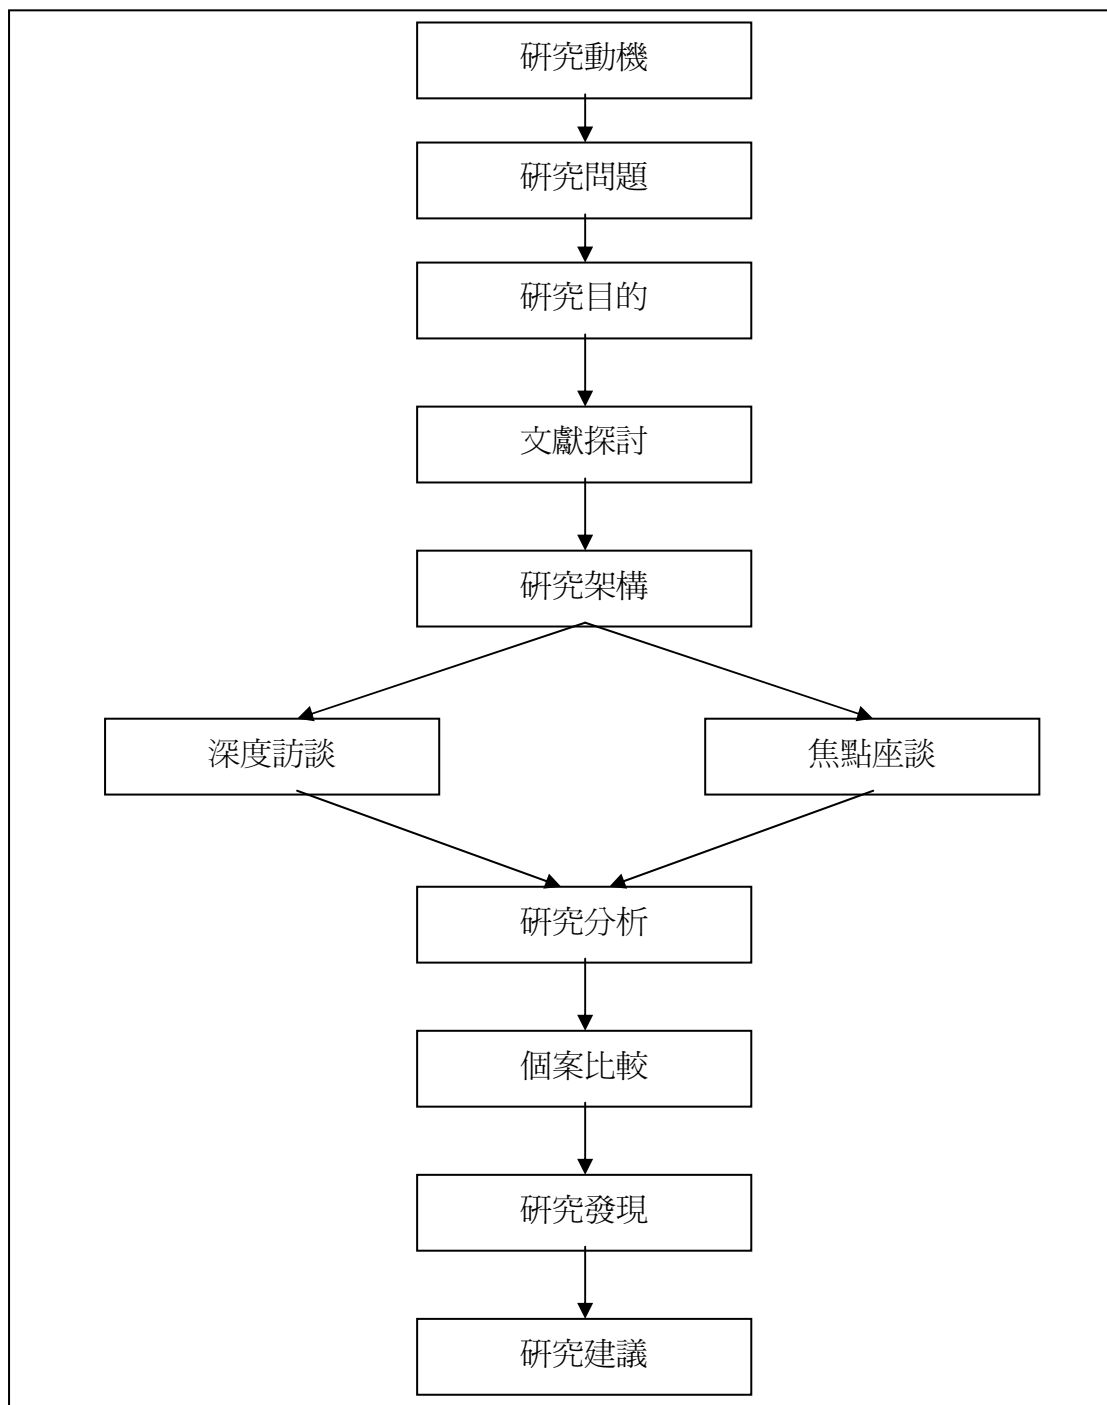 研究動機
研究問題
研究目的
文獻探討
研究架構
深度訪談
焦點座談
研究分析
個案比較
研究發現
研究建議